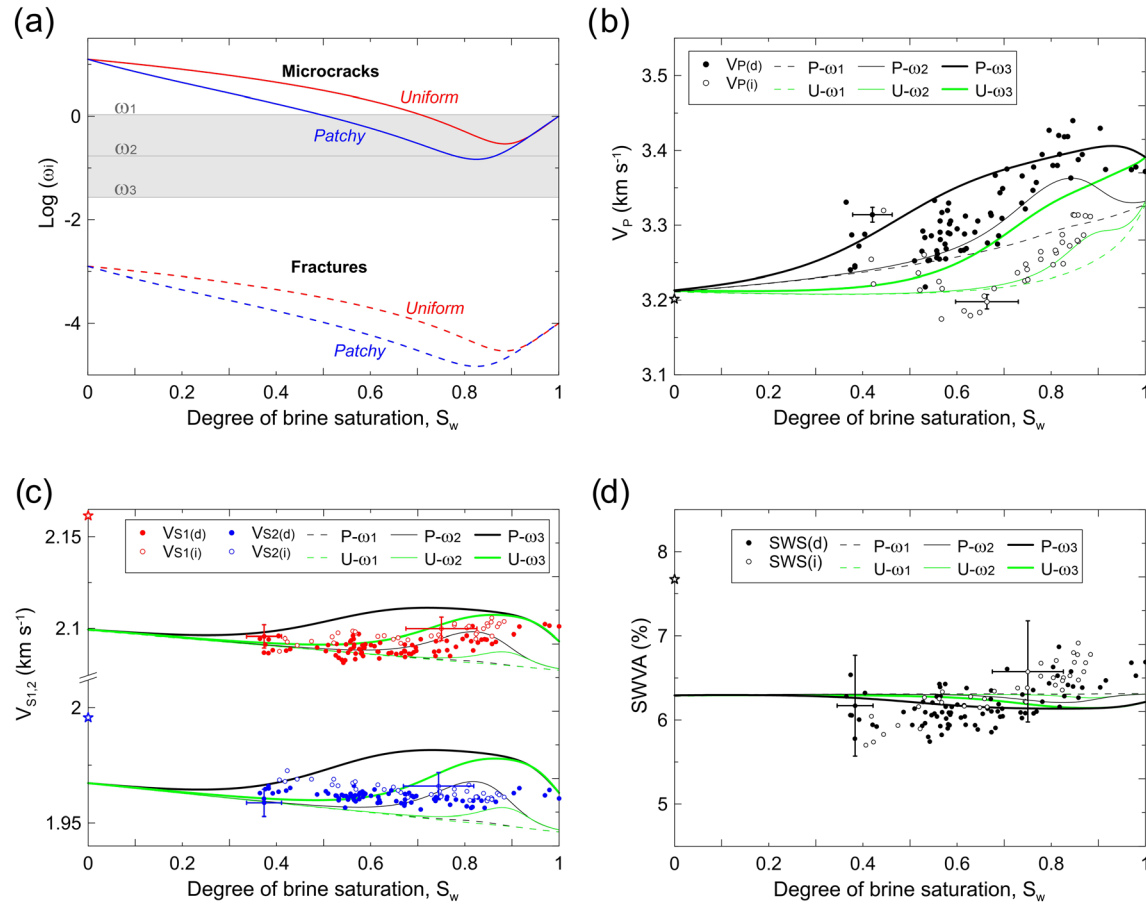 (a)
Microcracks
Uniform
ω1
Patchy
ω2
ω3
Fractures
Uniform
Patchy
0
-2
-4
Log (ωi)
0 0.2 0.4 0.6 0.8 1
Degree of brine saturation, Sw
(b)
VP(d) P-ω1 P-ω2 P-ω3
VP(i) U-ω1 U-ω2 U-ω3
3.5
3.4
3.3
3.2
3.1
VP (km s-1)
0 0.2 0.4 0.6 0.8 1
Degree of brine saturation, Sw
(c)
VS1(d) VS2(d) P-ω1 P-ω2 P-ω3
VS1(i) VS2(i) U-ω1 U-ω2 U-ω3
2.15
2.1
2
1.95
VS1,2 (km s-1)
0 0.2 0.4 0.6 0.8 1
Degree of brine saturation, Sw
(d)
SWS(d) P-ω1 P-ω2 P-ω3
SWS(i) U-ω1 U-ω2 U-ω3
8
7
6
5
SWVA (%)
0 0.2 0.4 0.6 0.8 1
Degree of brine saturation, Sw